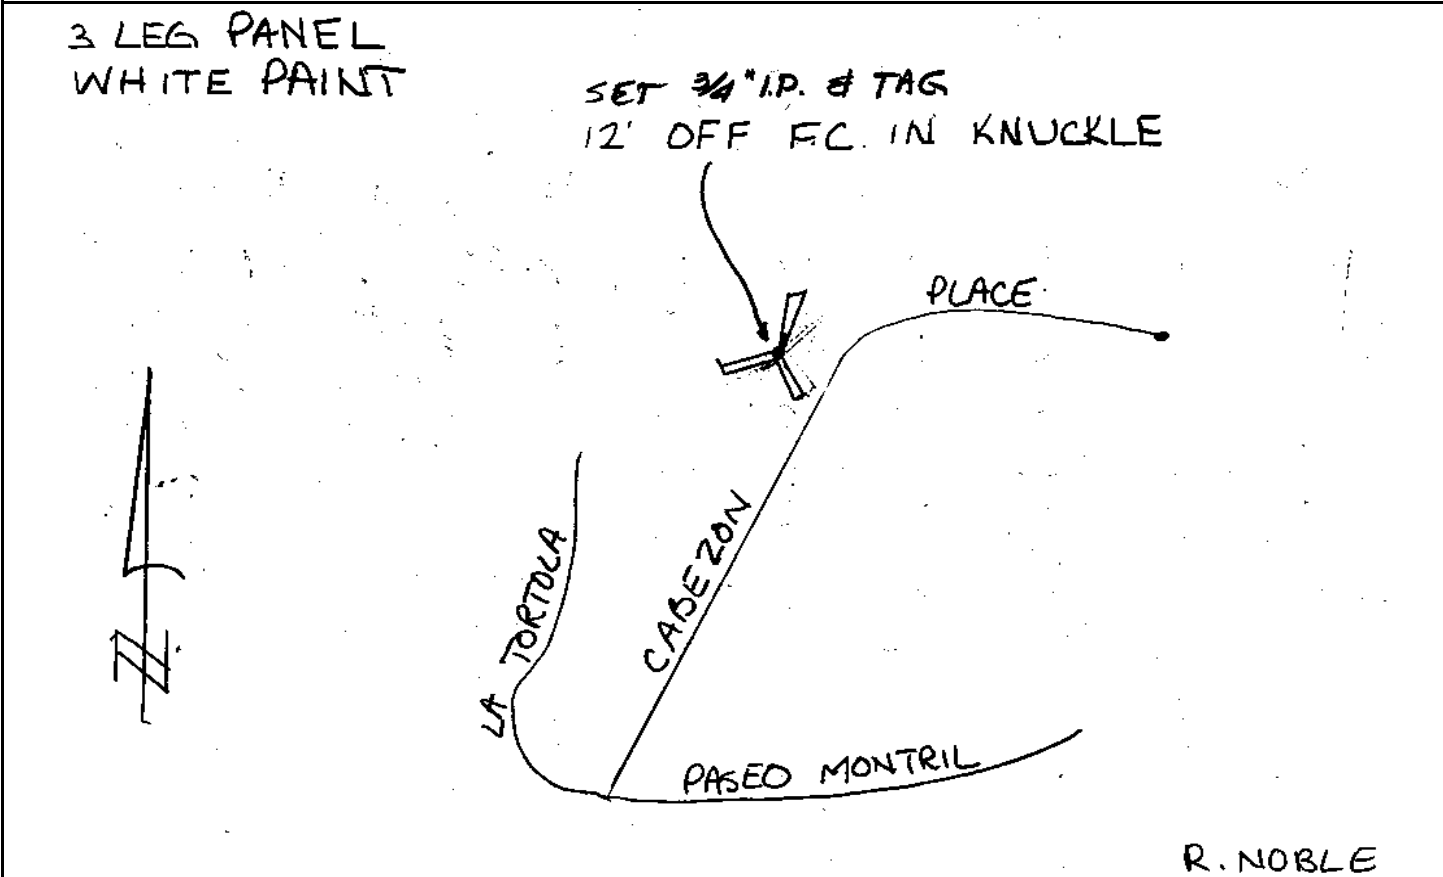 3 LEG PANEL
WHITE PAINT
SET 3/4" I.P. & TAG
12' OFF F.C. IN KNUCKLE
PLACE
CABEZON
LA TORTOLA
PASEO MONTRIL
N
R. NOBLE